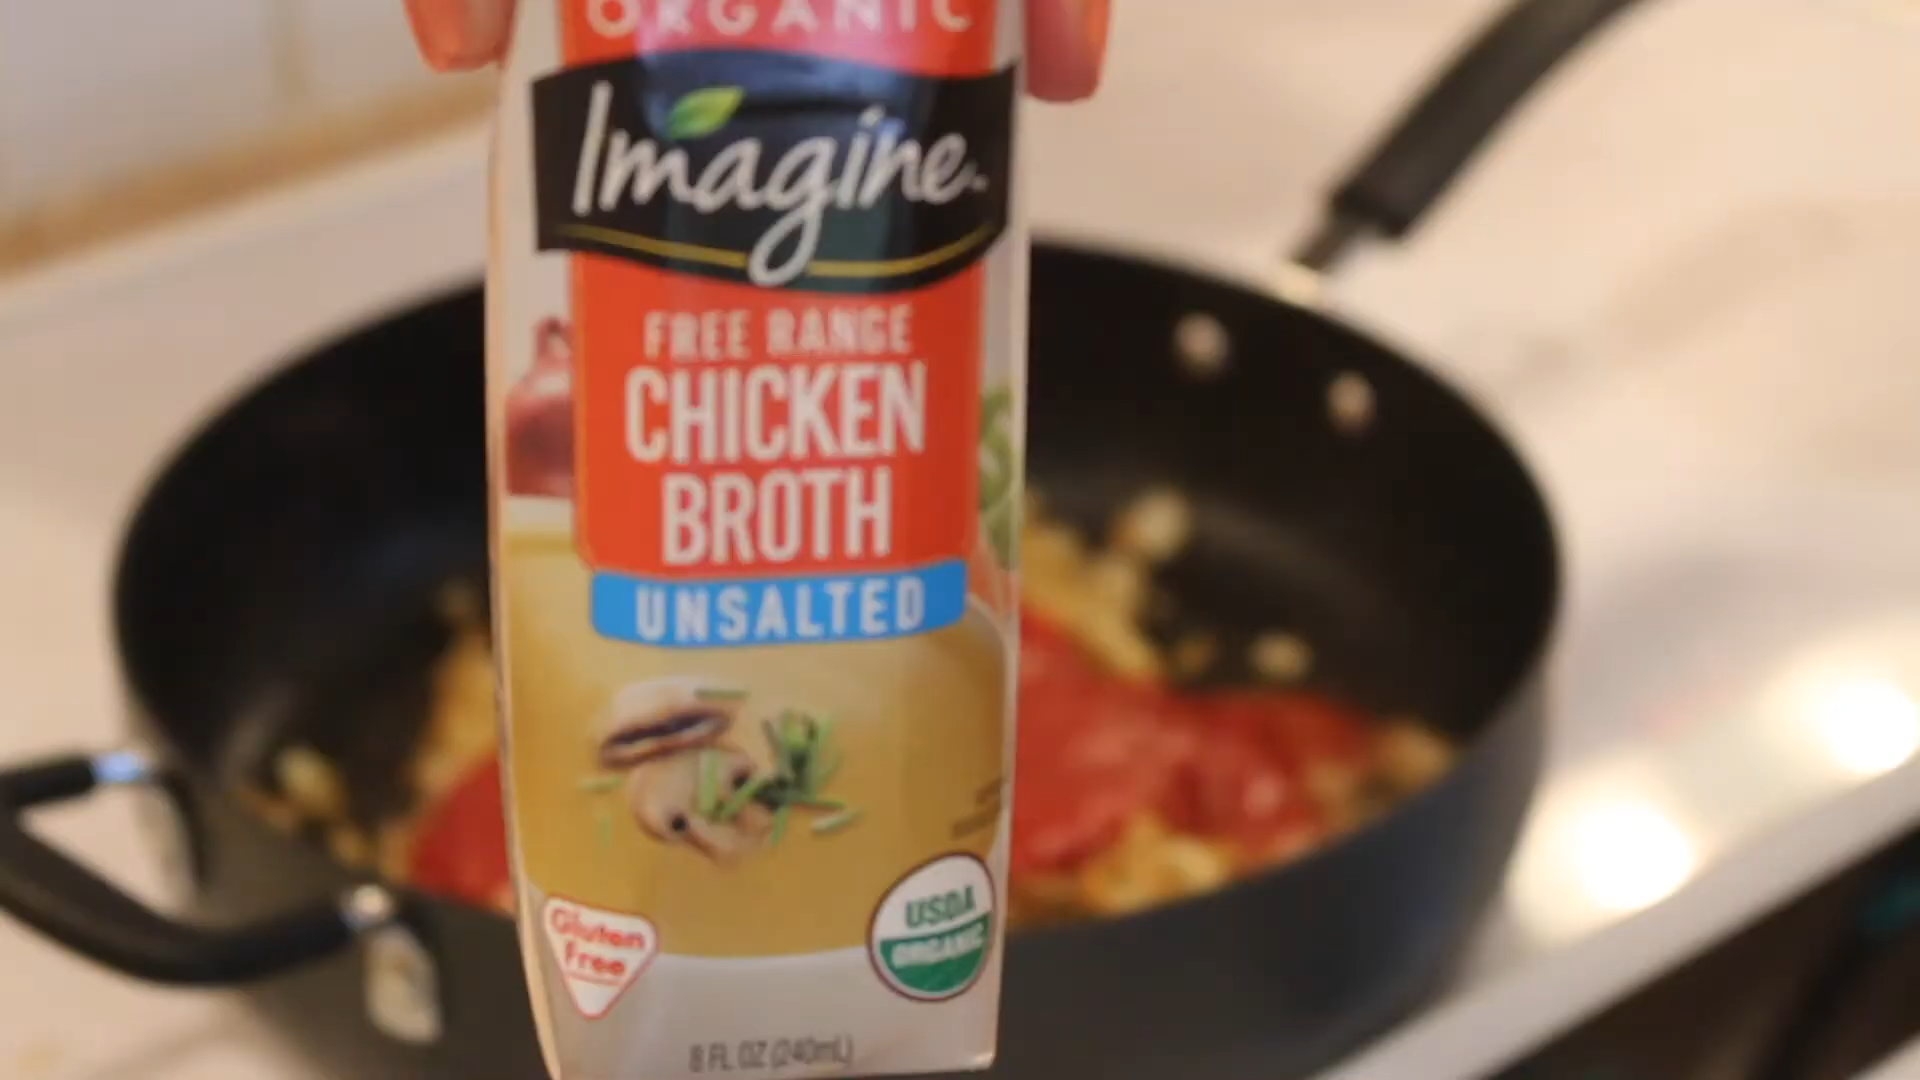 ORGANIC
Imagine
FREE RANGE
CHICKEN
BROTH
UNSALTED
Gluten
Free
USDA
ORGANIC
8 FL OZ (240mL)